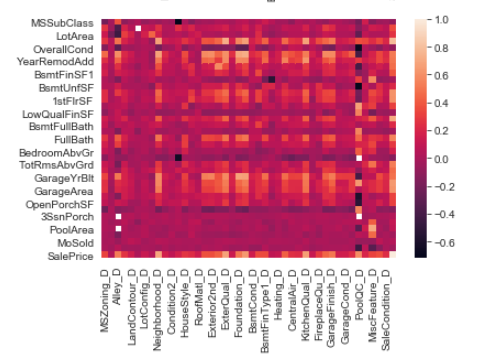 MSSubClass
LotArea
OverallCond
YearRemodAdd
BsmtFinSF1
BsmtUnfSF
1stFlrSF
LowQualFinSF
BsmtFullBath
FullBath
BedroomAbvGr
TotRmsAbvGrd
GarageYrBlt
GarageArea
OpenPorchSF
3SsnPorch
PoolArea
MoSold
SalePrice
MSZoning_D
Alley_D
LandContour_D
LotConfig_D
Neighborhood_D
Condition2_D
HouseStyle_D
RoofMatl_D
Exterior2nd_D
ExterQual_D
Foundation_D
BsmtCond_D
BsmtFinType1_D
Heating_D
CentralAir_D
KitchenQual_D
FireplaceQu_D
GarageFinish_D
GarageCond_D
PoolQC_D
MiscFeature_D
SaleCondition_D
1.0
0.8
0.6
0.4
0.2
0.0
−0.2
−0.4
−0.6